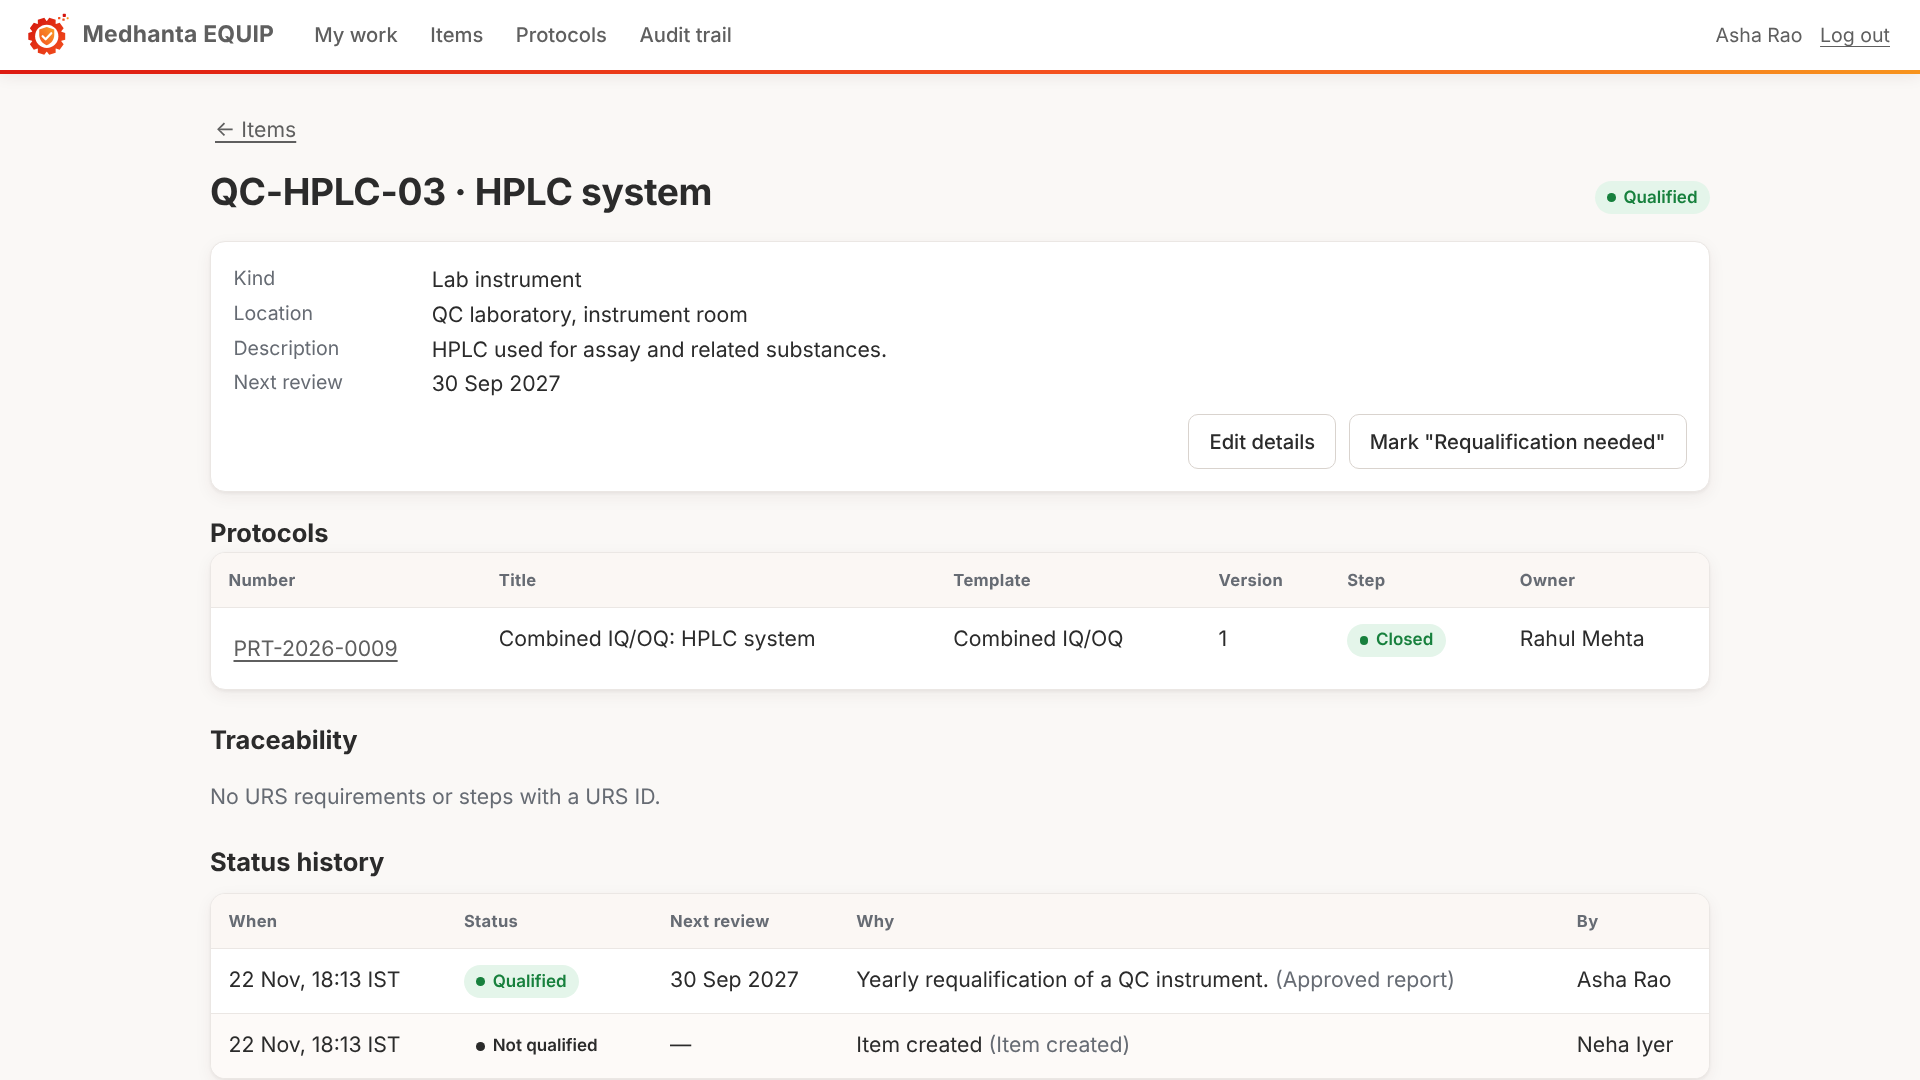 Medhanta EQUIP My work Items Protocols Audit trail Asha Rao Log out
← Items
QC-HPLC-03 · HPLC system
Qualified
Kind Lab instrument
Location QC laboratory, instrument room
Description HPLC used for assay and related substances.
Next review 30 Sep 2027
Edit details Mark "Requalification needed"
Protocols
Number Title Template Version Step Owner
PRT-2026-0009 Combined IQ/OQ: HPLC system Combined IQ/OQ 1 Closed Rahul Mehta
Traceability
No URS requirements or steps with a URS ID.
Status history
When Status Next review Why By
22 Nov, 18:13 IST Qualified 30 Sep 2027 Yearly requalification of a QC instrument. (Approved report) Asha Rao
22 Nov, 18:13 IST Not qualified — Item created (Item created) Neha Iyer